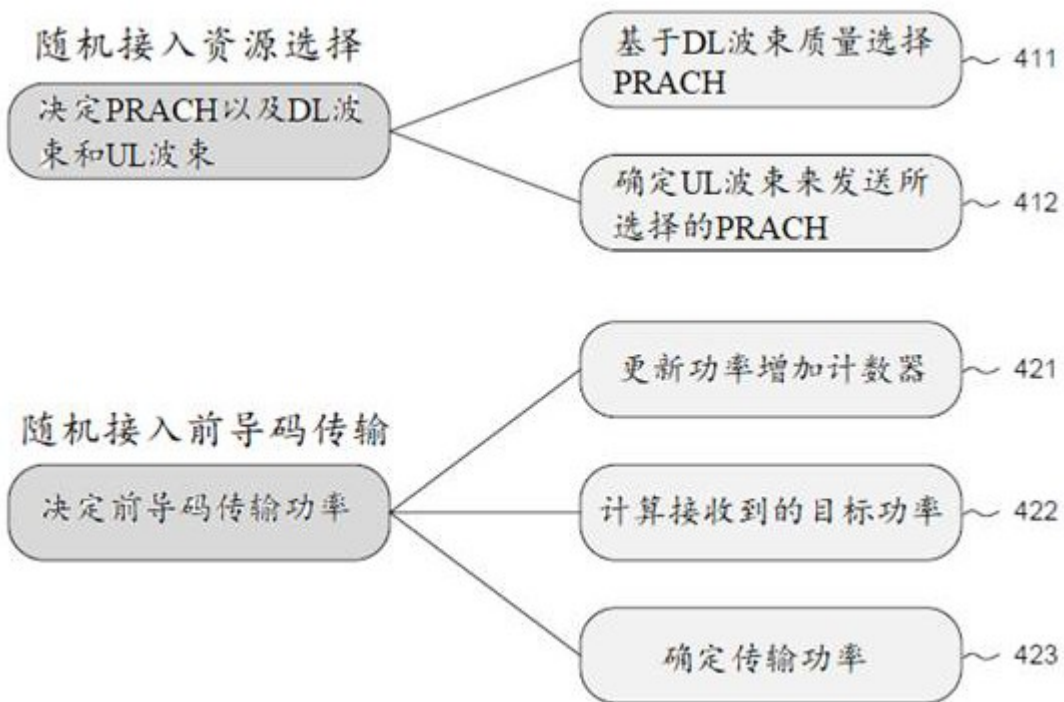 随机接入资源选择
决定PRACH以及DL波
束和UL波束
基于DL波束质量选择
PRACH
411
确定UL波束来发送所
选择的PRACH
412
随机接入前导码传输
决定前导码传输功率
更新功率增加计数器
421
计算接收到的目标功率
422
确定传输功率
423